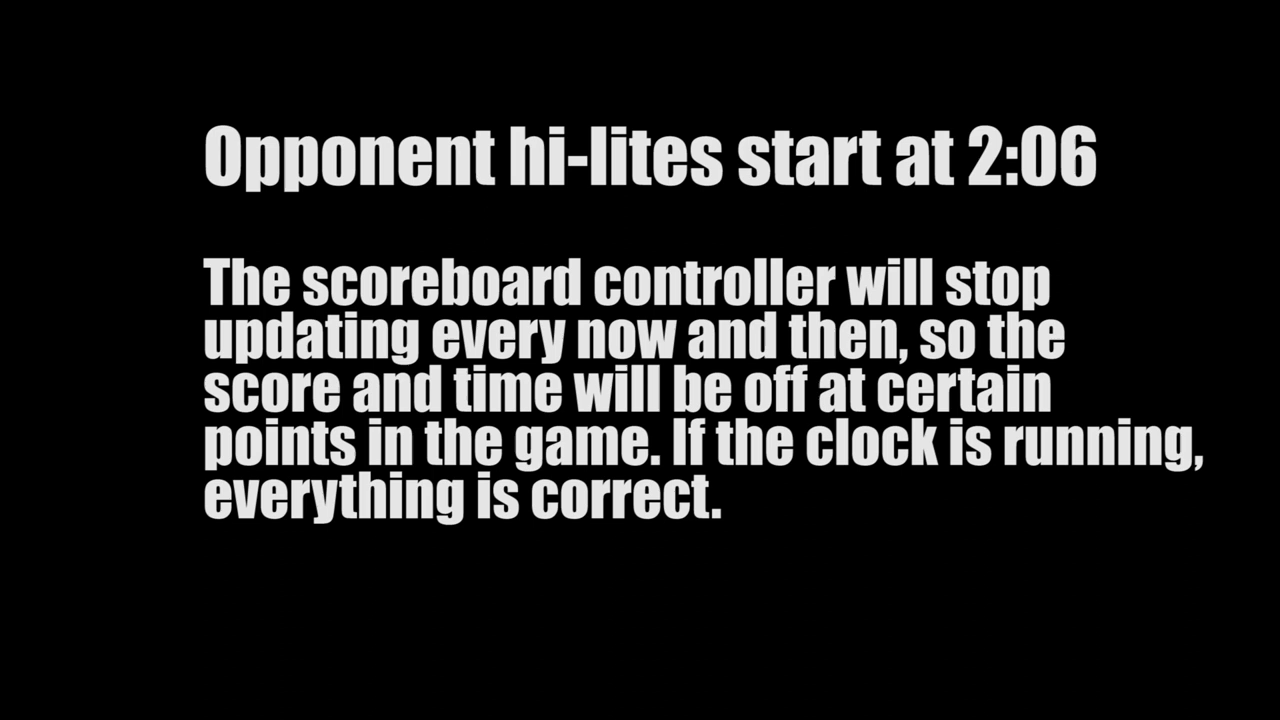 Opponent hi-lites start at 2:06
The scoreboard controller will stop
updating every now and then, so the
score and time will be off at certain
points in the game. If the clock is running,
everything is correct.